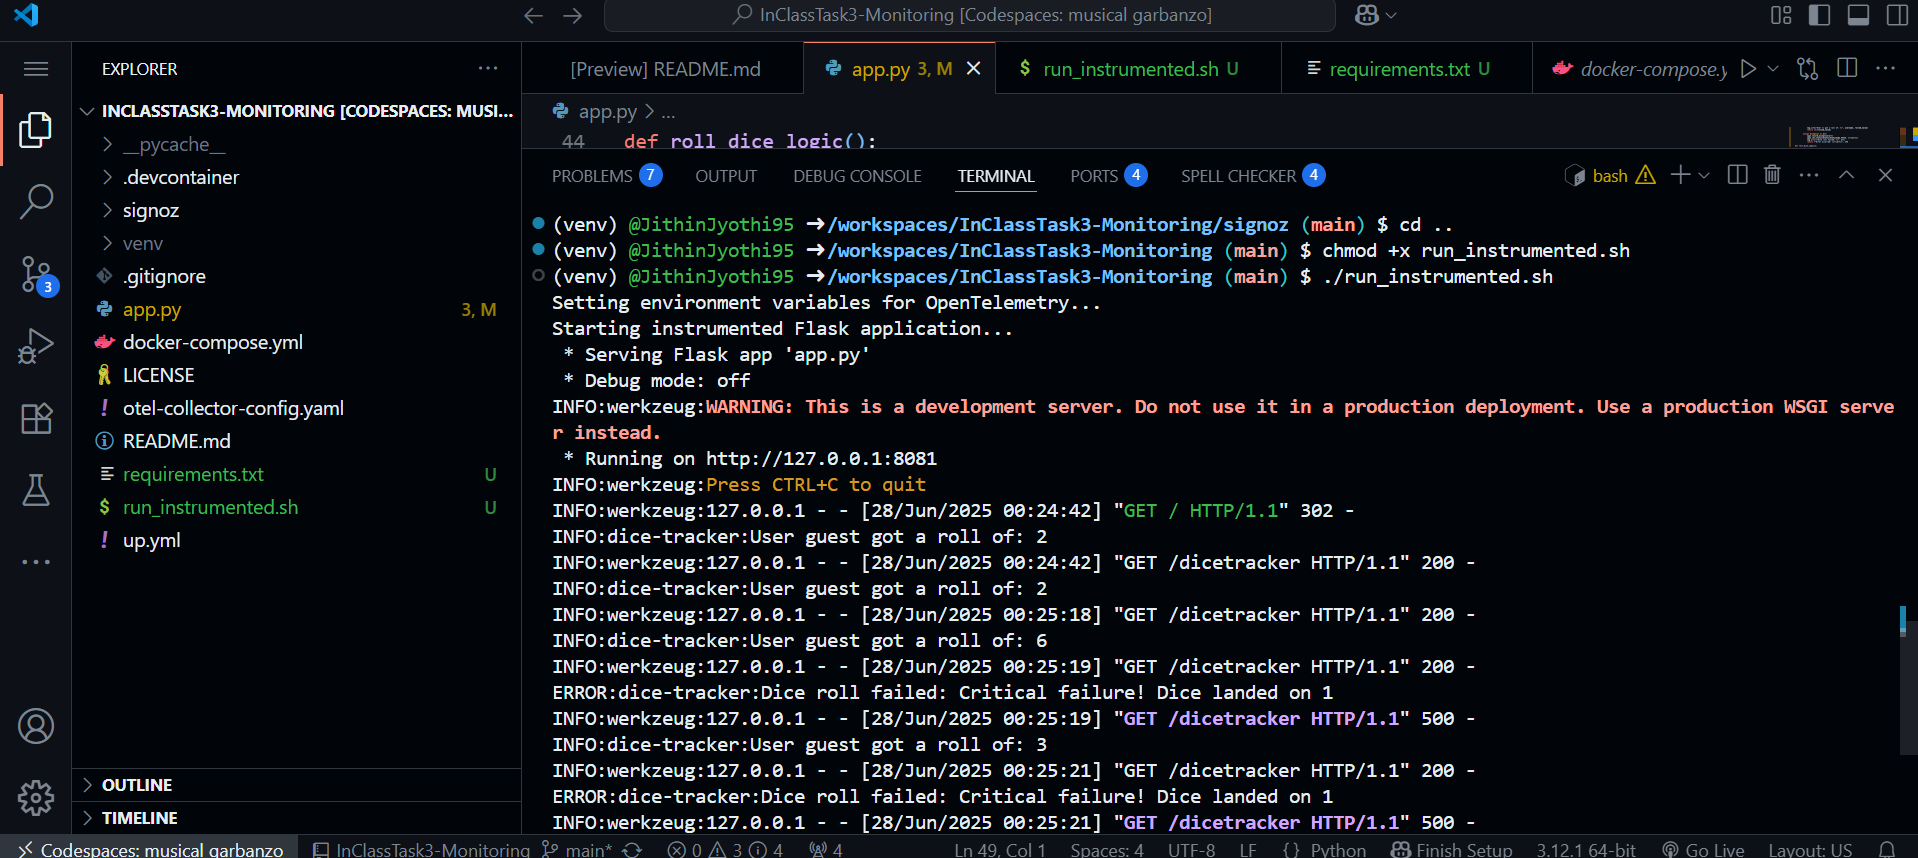 InClassTask3-Monitoring [Codespaces: musical garbanzo]
EXPLORER
INCLASSTASK3-MONITORING [CODESPACES: MUSI...
__pycache__
.devcontainer
signoz
venv
.gitignore
app.py 3, M
docker-compose.yml
LICENSE
otel-collector-config.yaml
README.md
requirements.txt U
run_instrumented.sh U
up.yml
3
OUTLINE
TIMELINE
[Preview] README.md app.py 3, M run_instrumented.sh U requirements.txt U docker-compose.y
app.py > ...
44 def roll_dice_logic():
PROBLEMS 7 OUTPUT DEBUG CONSOLE TERMINAL PORTS 4 SPELL CHECKER 4 bash
(venv) @JithinJyothi95 ➜/workspaces/InClassTask3-Monitoring/signoz (main) $ cd ..
(venv) @JithinJyothi95 ➜/workspaces/InClassTask3-Monitoring (main) $ chmod +x run_instrumented.sh
(venv) @JithinJyothi95 ➜/workspaces/InClassTask3-Monitoring (main) $ ./run_instrumented.sh
Setting environment variables for OpenTelemetry...
Starting instrumented Flask application...
* Serving Flask app 'app.py'
* Debug mode: off
INFO:werkzeug:WARNING: This is a development server. Do not use it in a production deployment. Use a production WSGI serve
r instead.
* Running on http://127.0.0.1:8081
INFO:werkzeug:Press CTRL+C to quit
INFO:werkzeug:127.0.0.1 - - [28/Jun/2025 00:24:42] "GET / HTTP/1.1" 302 -
INFO:dice-tracker:User guest got a roll of: 2
INFO:werkzeug:127.0.0.1 - - [28/Jun/2025 00:24:42] "GET /dicetracker HTTP/1.1" 200 -
INFO:dice-tracker:User guest got a roll of: 2
INFO:werkzeug:127.0.0.1 - - [28/Jun/2025 00:25:18] "GET /dicetracker HTTP/1.1" 200 -
INFO:dice-tracker:User guest got a roll of: 6
INFO:werkzeug:127.0.0.1 - - [28/Jun/2025 00:25:19] "GET /dicetracker HTTP/1.1" 200 -
ERROR:dice-tracker:Dice roll failed: Critical failure! Dice landed on 1
INFO:werkzeug:127.0.0.1 - - [28/Jun/2025 00:25:19] "GET /dicetracker HTTP/1.1" 500 -
INFO:dice-tracker:User guest got a roll of: 3
INFO:werkzeug:127.0.0.1 - - [28/Jun/2025 00:25:21] "GET /dicetracker HTTP/1.1" 200 -
ERROR:dice-tracker:Dice roll failed: Critical failure! Dice landed on 1
INFO:werkzeug:127.0.0.1 - - [28/Jun/2025 00:25:21] "GET /dicetracker HTTP/1.1" 500 -
Codespaces: musical garbanzo InClassTask3-Monitoring main* 0 3 4 4 Ln 49, Col 1 Spaces: 4 UTF-8 LF {} Python Finish Setup 3.12.1 64-bit Go Live Layout: US